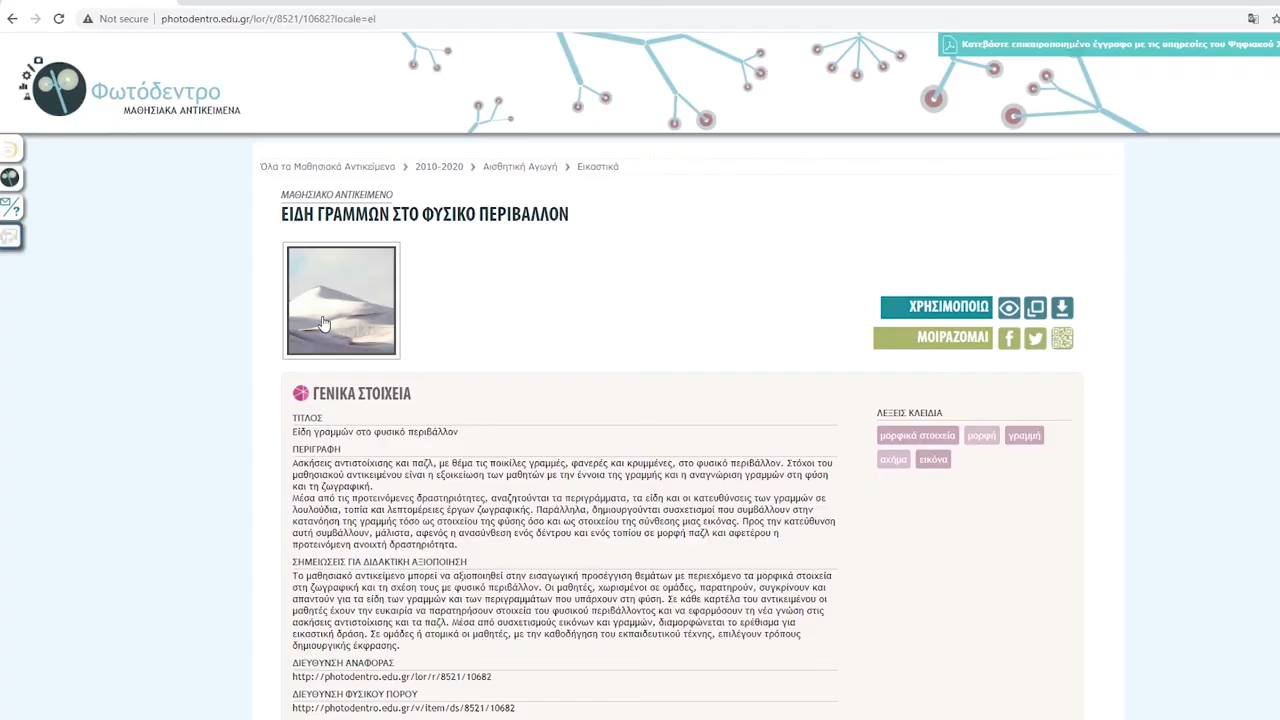 Not secure
photodentro.edu.gr/lor/r/8521/10682?locale=el
Κατεβάστε επικαιροποιημένο έγγραφο με τις υπηρεσίες του Ψηφιακού
Φωτόδεντρο
ΜΑΘΗΣΙΑΚΑ ΑΝΤΙΚΕΙΜΕΝΑ
Όλα τα Μαθησιακά Αντικείμενα > 2010-2020 > Αισθητική Αγωγή > Εικαστικά
ΜΑΘΗΣΙΑΚΟ ΑΝΤΙΚΕΙΜΕΝΟ
ΕΙΔΗ ΓΡΑΜΜΩΝ ΣΤΟ ΦΥΣΙΚΟ ΠΕΡΙΒΑΛΛΟΝ
ΧΡΗΣΙΜΟΠΟΙΩ
ΜΟΙΡΑΖΟΜΑΙ
ΓΕΝΙΚΑ ΣΤΟΙΧΕΙΑ
ΤΙΤΛΟΣ
Είδη γραμμών στο φυσικό περιβάλλον
ΠΕΡΙΓΡΑΦΗ
Ασκήσεις αντιστοίχισης και παζλ, με θέμα τις ποικίλες γραμμές, φανερές και κρυμμένες, στο φυσικό περιβάλλον. Στόχοι του
μαθησιακού αντικειμένου είναι η εξοικείωση των μαθητών με την έννοια της γραμμής και η αναγνώριση γραμμών στη φύση
και τη ζωγραφική.
Μέσα από τις προτεινόμενες δραστηριότητες, αναζητούνται τα περιγράμματα, τα είδη και οι κατευθύνσεις των γραμμών σε
λουλούδια, τοπία και λεπτομέρειες έργων ζωγραφικής. Παράλληλα, δημιουργούνται συσχετισμοί που συμβάλλουν στην
κατανόηση της γραμμής τόσο ως στοιχείου της φύσης όσο και ως στοιχείου της σύνθεσης μιας εικόνας. Προς την κατεύθυνση
αυτή συμβάλλουν, μάλιστα, αφενός η ανασύνθεση ενός δέντρου και ενός τοπίου σε μορφή παζλ και αφετέρου η
προτεινόμενη ανοιχτή δραστηριότητα.
ΣΗΜΕΙΩΣΕΙΣ ΓΙΑ ΔΙΔΑΚΤΙΚΗ ΑΞΙΟΠΟΙΗΣΗ
Το μαθησιακό αντικείμενο μπορεί να αξιοποιηθεί στην εισαγωγική προσέγγιση θεμάτων με περιεχόμενο τα μορφικά στοιχεία
στη ζωγραφική και τη σχέση τους με φυσικό περιβάλλον. Οι μαθητές, χωρισμένοι σε ομάδες, παρατηρούν, συγκρίνουν και
απαντούν για τα είδη των γραμμών και των περιγραμμάτων που υπάρχουν στη φύση. Σε κάθε καρτέλα του αντικειμένου οι
μαθητές έχουν την ευκαιρία να παρατηρήσουν στοιχεία του φυσικού περιβάλλοντος και να εφαρμόσουν τη νέα γνώση στις
ασκήσεις αντιστοίχισης και τα παζλ. Μέσα από συσχετισμούς εικόνων και γραμμών, διαμορφώνεται το ερέθισμα για
εικαστική δράση. Σε ομάδες ή ατομικά οι μαθητές, με την καθοδήγηση του εκπαιδευτικού τέχνης, επιλέγουν τρόπους
δημιουργικής έκφρασης.
ΔΙΕΥΘΥΝΣΗ ΑΝΑΦΟΡΑΣ
http://photodentro.edu.gr/lor/r/8521/10682
ΔΙΕΥΘΥΝΣΗ ΦΥΣΙΚΟΥ ΠΟΡΟΥ
http://photodentro.edu.gr/v/item/ds/8521/10682
ΛΕΞΕΙΣ ΚΛΕΙΔΙΑ
μορφικά στοιχεία μορφή γραμμή
σχήμα εικόνα